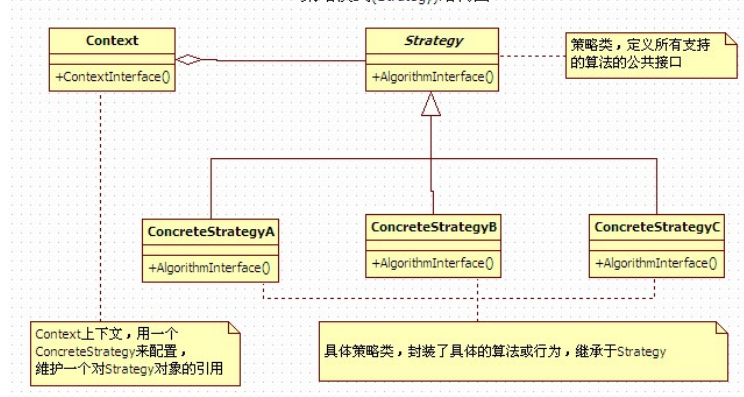 Context
Strategy
策略类，定义所有支持
的算法的公共接口
+ContextInterface()
+AlgorithmInterface()
ConcreteStrategyA
ConcreteStrategyB
ConcreteStrategyC
+AlgorithmInterface()
+AlgorithmInterface()
+AlgorithmInterface()
Context上下文，用一个
ConcreteStrategy来配置，
维护一个对Strategy对象的引用
具体策略类，封装了具体的算法或行为，继承于Strategy